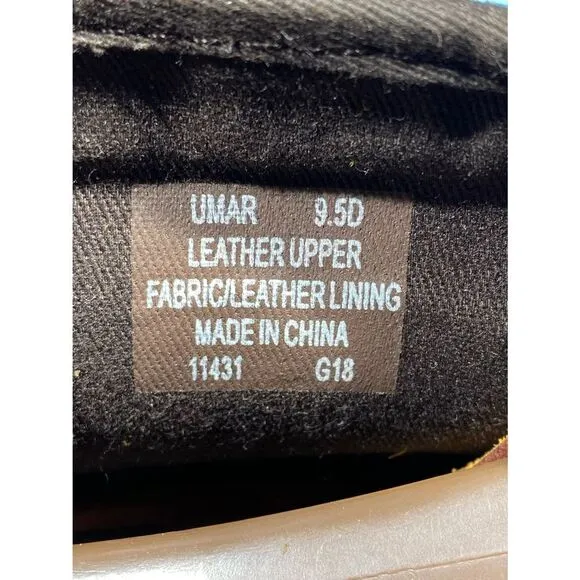 UMAR 9.5D
LEATHER UPPER
FABRIC/LEATHER LINING
MADE IN CHINA
11431 G18